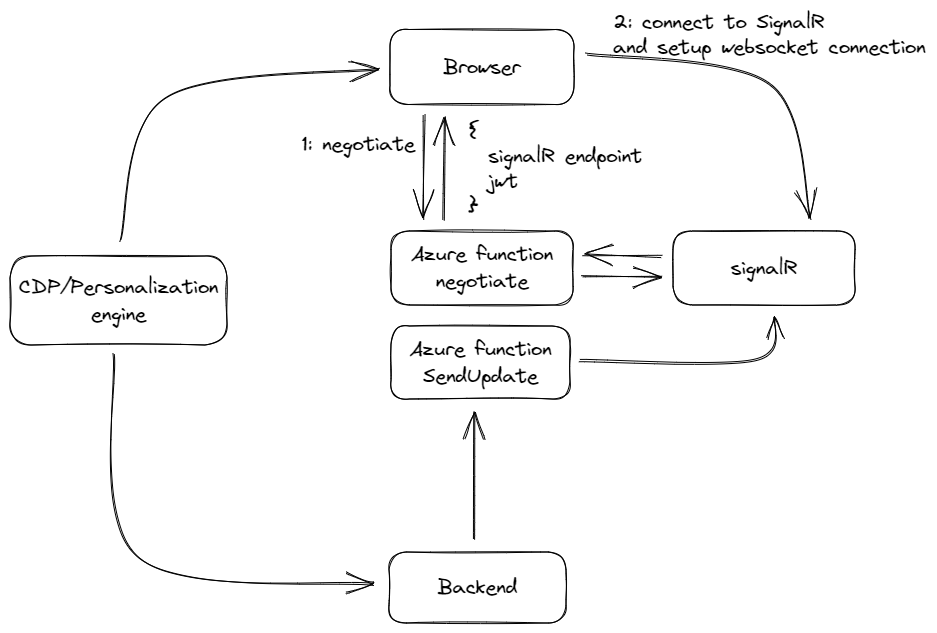 2: connect to SignalR
and setup websocket connection
Browser
1: negotiate
{
signalR endpoint
jwt
}
Azure function
negotiate
signalR
CDP/Personalization
engine
Azure function
SendUpdate
Backend